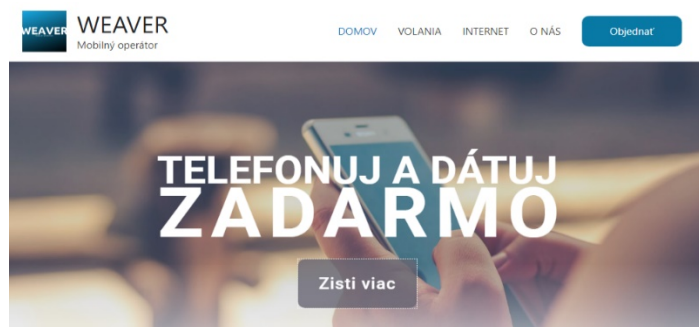 WEAVER
WEAVER
Mobilný operátor
DOMOV VOLANIA INTERNET O NÁS Objednať
TELEFONUJ A DÁTUJ
ZADARMO
Zisti viac